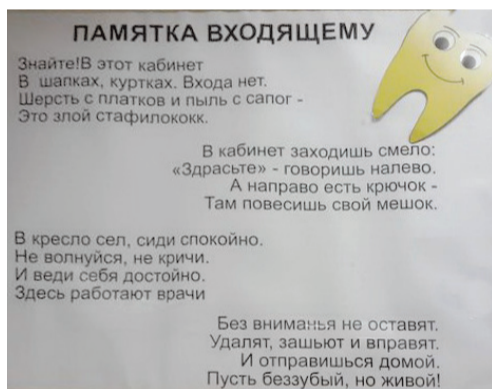 ПАМЯТКА ВХОДЯЩЕМУ
Знайте!В этот кабинет
В шапках, куртках. Входа нет.
Шерсть с платков и пыль с сапог -
Это злой стафилококк.
В кабинет заходишь смело:
«Здрасьте» - говоришь налево.
А направо есть крючок -
Там повесишь свой мешок.
В кресло сел, сиди спокойно.
Не волнуйся, не кричи.
И веди себя достойно.
Здесь работают врачи
Без вниманья не оставят.
Удалят, зашьют и вправят.
И отправишься домой.
Пусть беззубый, но живой!